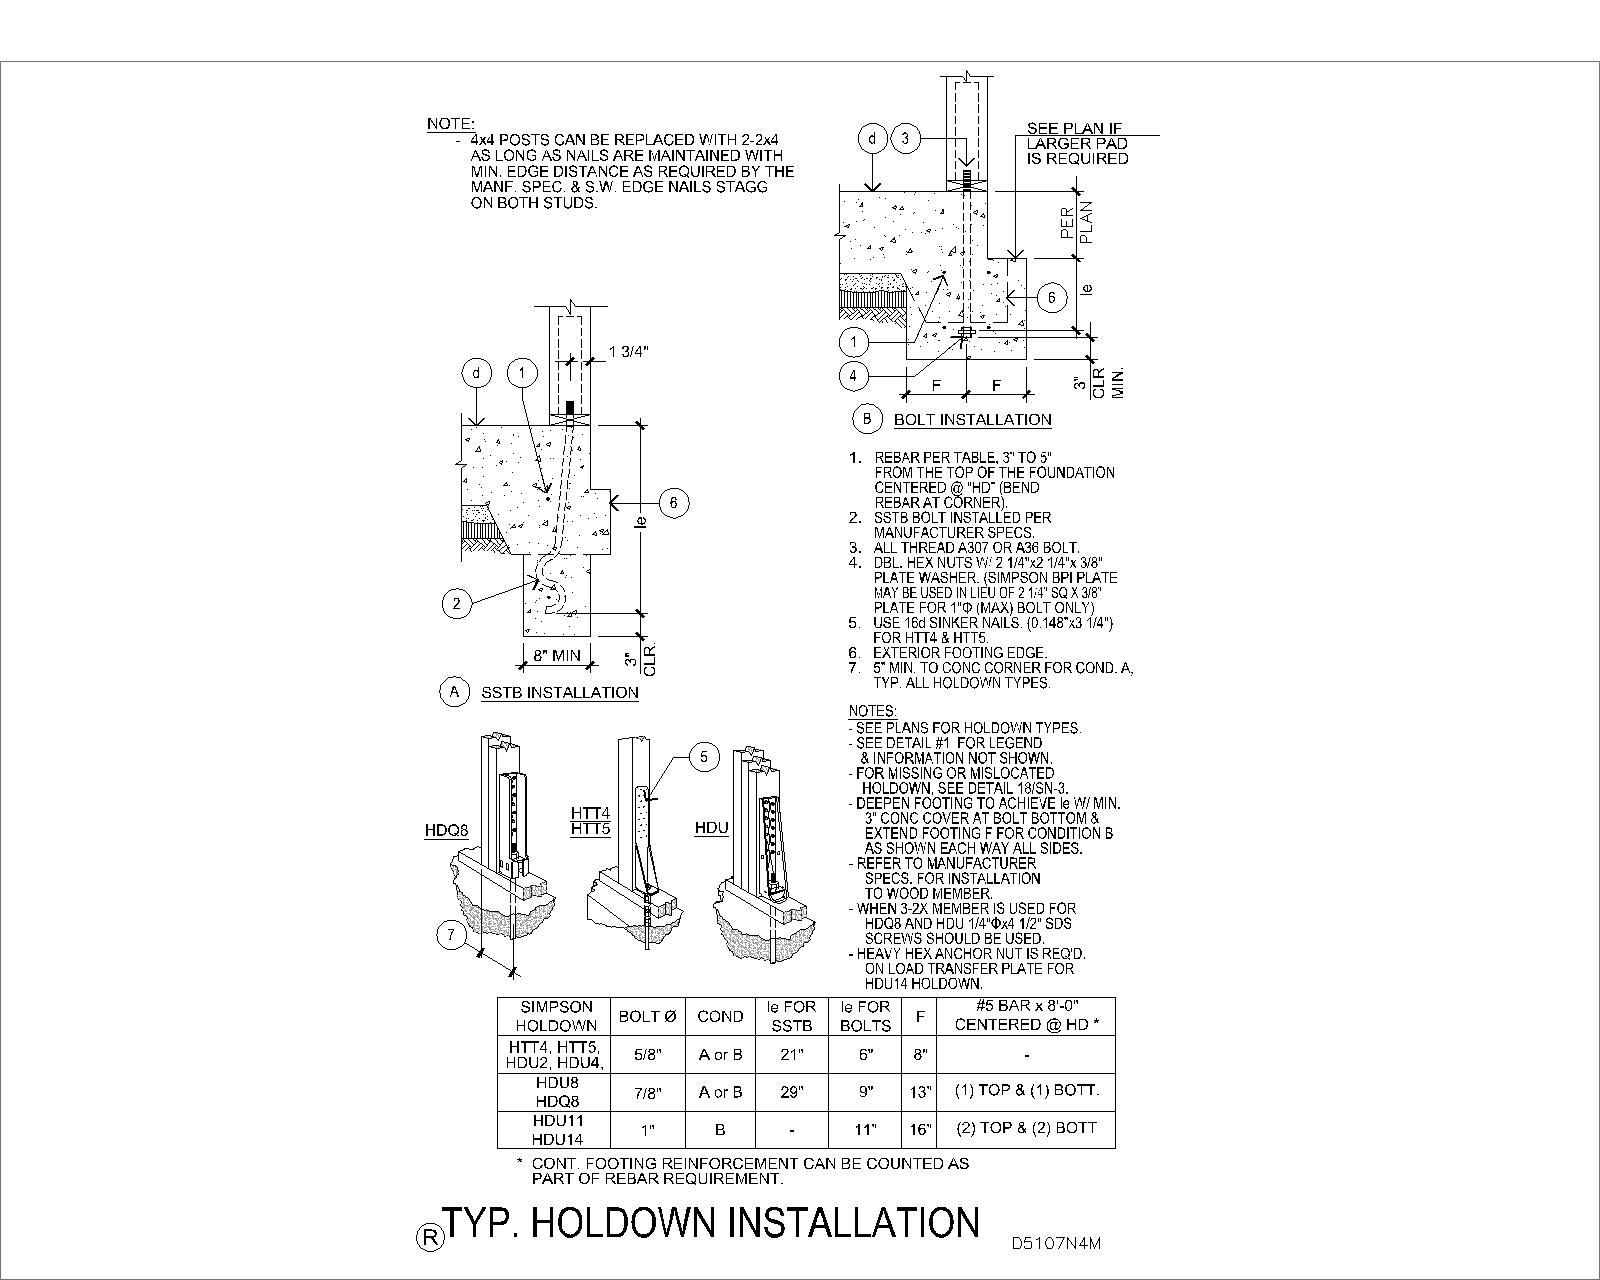 NOTE:
- 4x4 POSTS CAN BE REPLACED WITH 2-2x4
AS LONG AS NAILS ARE MAINTAINED WITH
MIN. EDGE DISTANCE AS REQUIRED BY THE
MANF. SPEC. & S.W. EDGE NAILS STAGG
ON BOTH STUDS.
d 3
SEE PLAN IF
LARGER PAD
IS REQUIRED
PER
PLAN
le
6
1
4
F F
3"
CLR
MIN.
B BOLT INSTALLATION
1 3/4"
d 1
6
le
2
8" MIN
3"
CLR.
A SSTB INSTALLATION
1. REBAR PER TABLE, 3" TO 5"
FROM THE TOP OF THE FOUNDATION
CENTERED @ "HD" (BEND
REBAR AT CORNER).
2. SSTB BOLT INSTALLED PER
MANUFACTURER SPECS.
3. ALL THREAD A307 OR A36 BOLT.
4. DBL. HEX NUTS W/ 2 1/4"x2 1/4"x 3/8"
PLATE WASHER. (SIMPSON BPI PLATE
MAY BE USED IN LIEU OF 2 1/4" SQ X 3/8"
PLATE FOR 1"Φ (MAX) BOLT ONLY)
5. USE 16d SINKER NAILS. (0.148"x3 1/4")
FOR HTT4 & HTT5.
6. EXTERIOR FOOTING EDGE.
7. 5" MIN. TO CONC CORNER FOR COND. A,
TYP. ALL HOLDOWN TYPES.
NOTES:
- SEE PLANS FOR HOLDOWN TYPES.
- SEE DETAIL #1 FOR LEGEND
& INFORMATION NOT SHOWN.
- FOR MISSING OR MISLOCATED
HOLDOWN, SEE DETAIL 18/SN-3.
- DEEPEN FOOTING TO ACHIEVE le W/ MIN.
3" CONC COVER AT BOLT BOTTOM &
EXTEND FOOTING F FOR CONDITION B
AS SHOWN EACH WAY ALL SIDES.
- REFER TO MANUFACTURER
SPECS. FOR INSTALLATION
TO WOOD MEMBER.
- WHEN 3-2X MEMBER IS USED FOR
HDQ8 AND HDU 1/4"Φx4 1/2" SDS
SCREWS SHOULD BE USED.
- HEAVY HEX ANCHOR NUT IS REQ'D.
ON LOAD TRANSFER PLATE FOR
HDU14 HOLDOWN.
5
HDQ8
HTT4
HTT5
HDU
7
SIMPSON
HOLDOWN
BOLT Ø
COND
le FOR
SSTB
le FOR
BOLTS
F
#5 BAR x 8'-0"
CENTERED @ HD *
HTT4, HTT5,
HDU2, HDU4,
5/8" A or B 21" 6" 8" -
HDU8
HDQ8
7/8" A or B 29" 9" 13" (1) TOP & (1) BOTT.
HDU11
HDU14
1" B - 11" 16" (2) TOP & (2) BOTT
* CONT. FOOTING REINFORCEMENT CAN BE COUNTED AS
PART OF REBAR REQUIREMENT.
R TYP. HOLDOWN INSTALLATION
D5107N4M